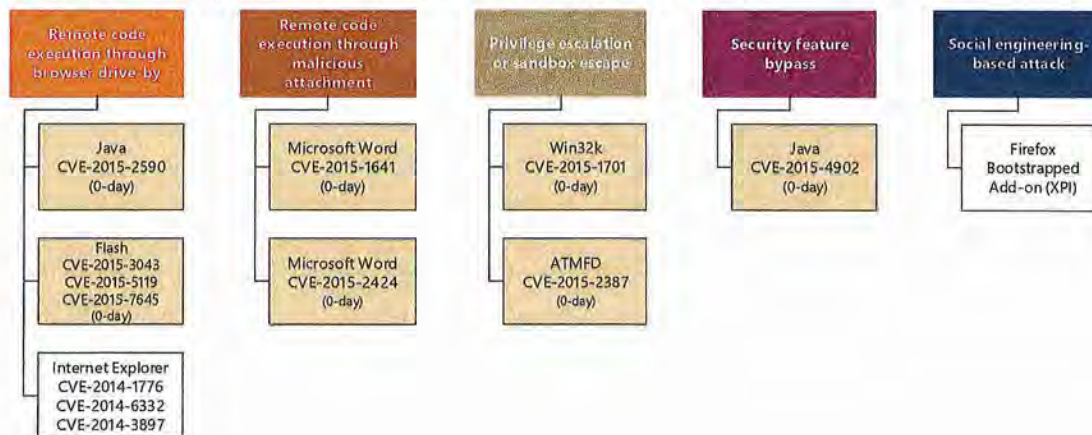 Remote code
execution through
browser drive-by
Java
CVE-2015-2590
(0-day)
Flash
CVE-2015-3043
CVE-2015-5119
CVE-2015-7645
(0-day)
Internet Explorer
CVE-2014-1776
CVE-2014-6332
CVE-2014-3897
Remote code
execution through
malicious
attachment
Microsoft Word
CVE-2015-1641
(0-day)
Microsoft Word
CVE-2015-2424
(0-day)
Privilege escalation
or sandbox escape
Win32k
CVE-2015-1701
(0-day)
ATMFD
CVE-2015-2387
(0-day)
Security feature
bypass
Java
CVE-2015-4902
(0-day)
Social engineering-
based attack
Firefox
Bootstrapped
Add-on (XPI)